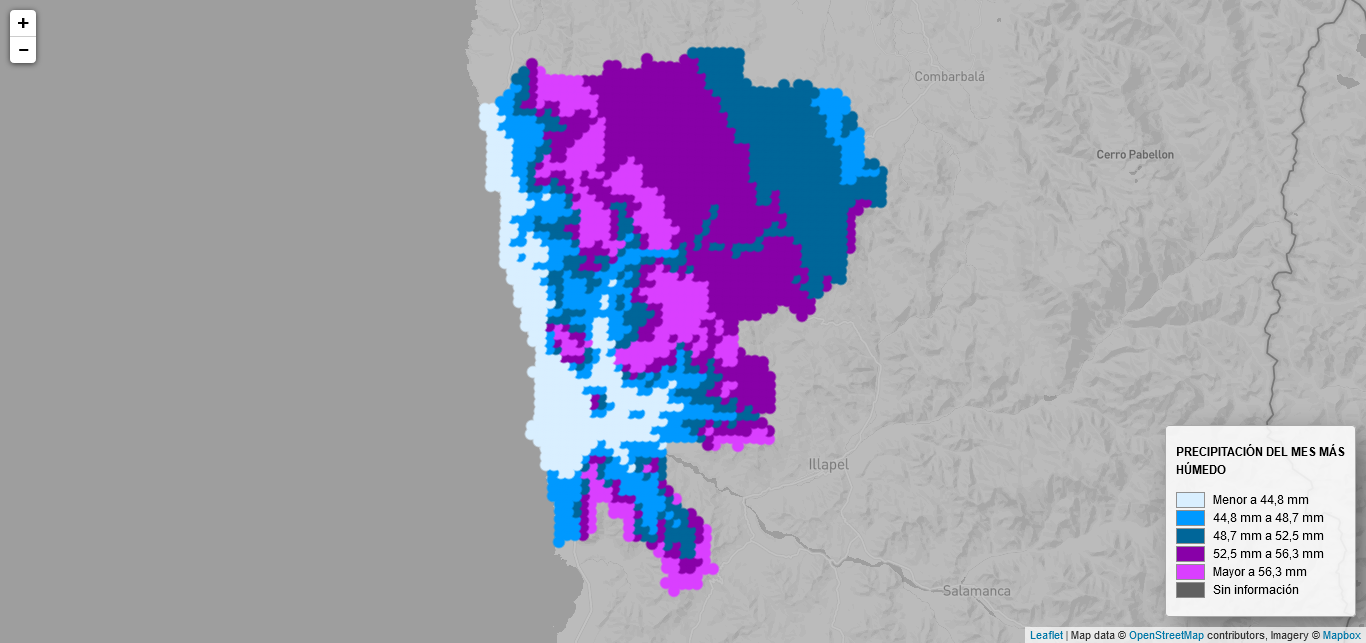 +
−
Combarbalá
Cerro Pabellon
Illapel
Salamanca
PRECIPITACIÓN DEL MES MÁS
HÚMEDO
Menor a 44,8 mm
44,8 mm a 48,7 mm
48,7 mm a 52,5 mm
52,5 mm a 56,3 mm
Mayor a 56,3 mm
Sin información
Leaflet | Map data © OpenStreetMap contributors, Imagery © Mapbox